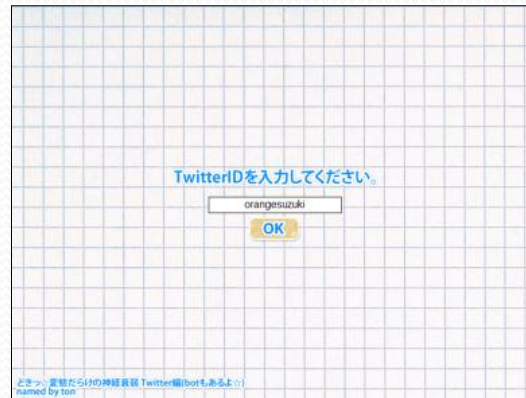 TwitterIDを入力してください。
orangesuzuki
OK
どきっ☆変態だらけの神経衰弱 Twitter編(botもあるよ☆)
named by ton